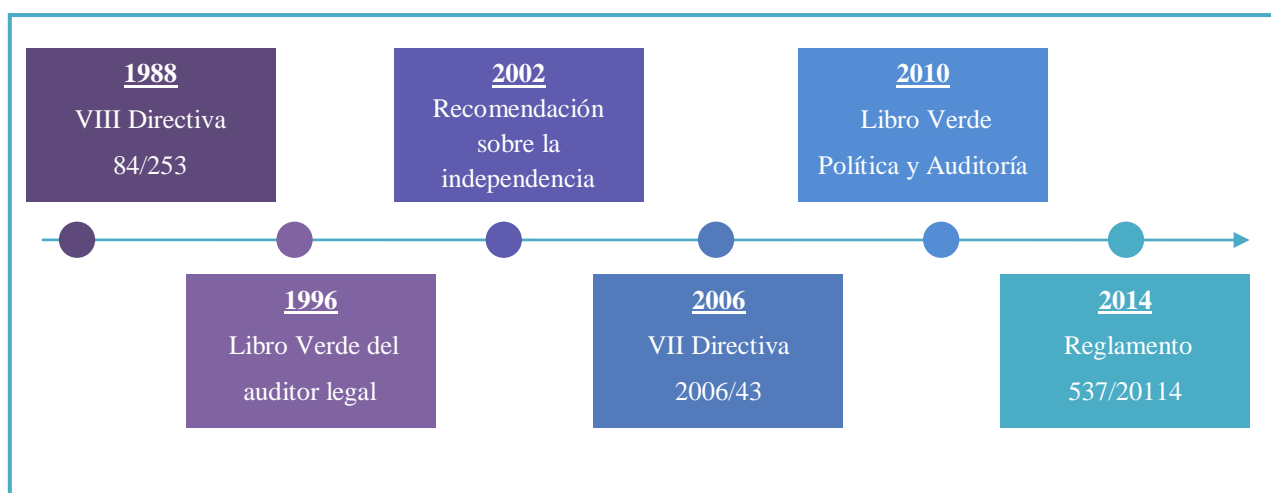 1988
VIII Directiva
84/253
1996
Libro Verde del
auditor legal
2002
Recomendación
sobre la
independencia
2006
VII Directiva
2006/43
2010
Libro Verde
Política y Auditoría
2014
Reglamento
537/20114